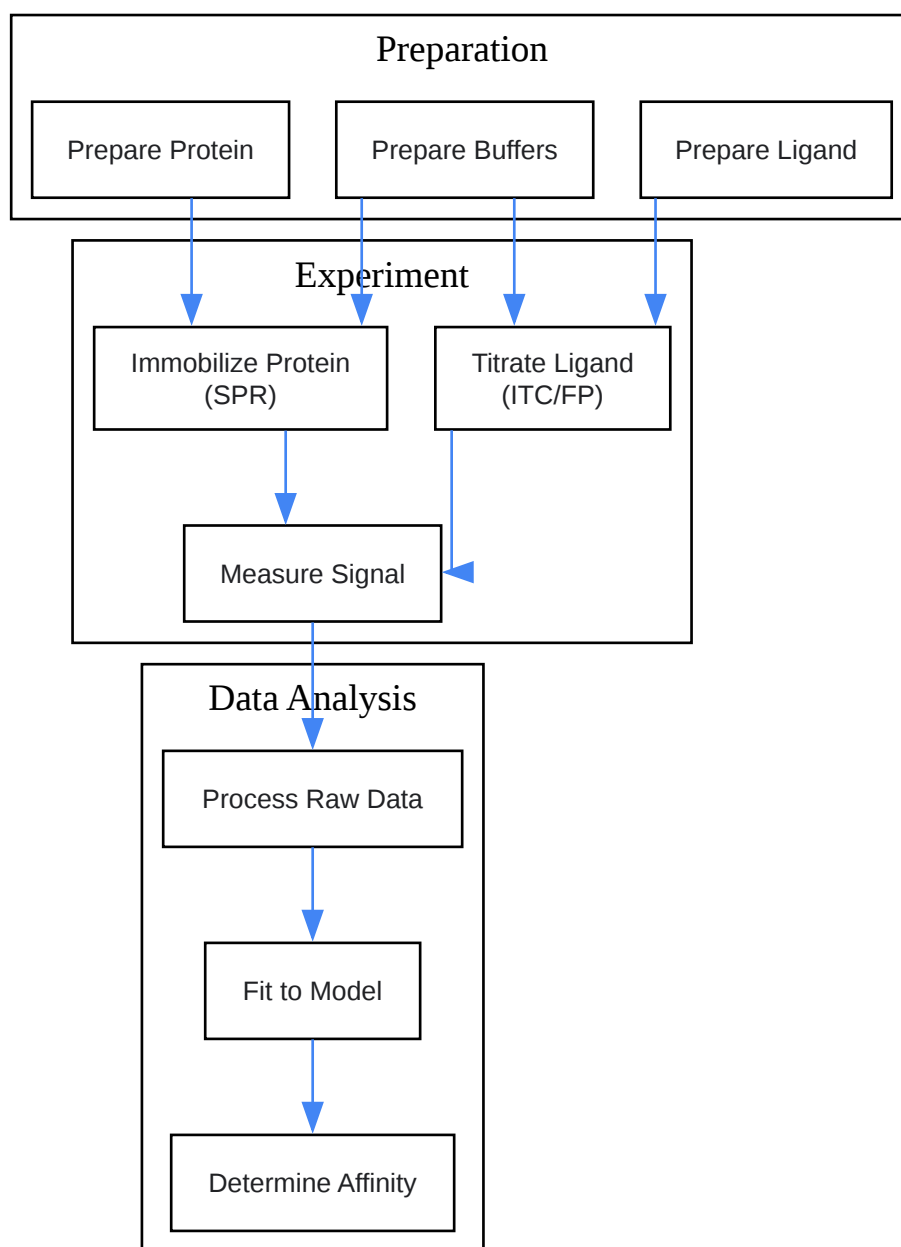 Preparation
Prepare Protein
Prepare Buffers
Prepare Ligand
Experiment
Immobilize Protein
(SPR)
Titrate Ligand
(ITC/FP)
Measure Signal
Data Analysis
Process Raw Data
Fit to Model
Determine Affinity